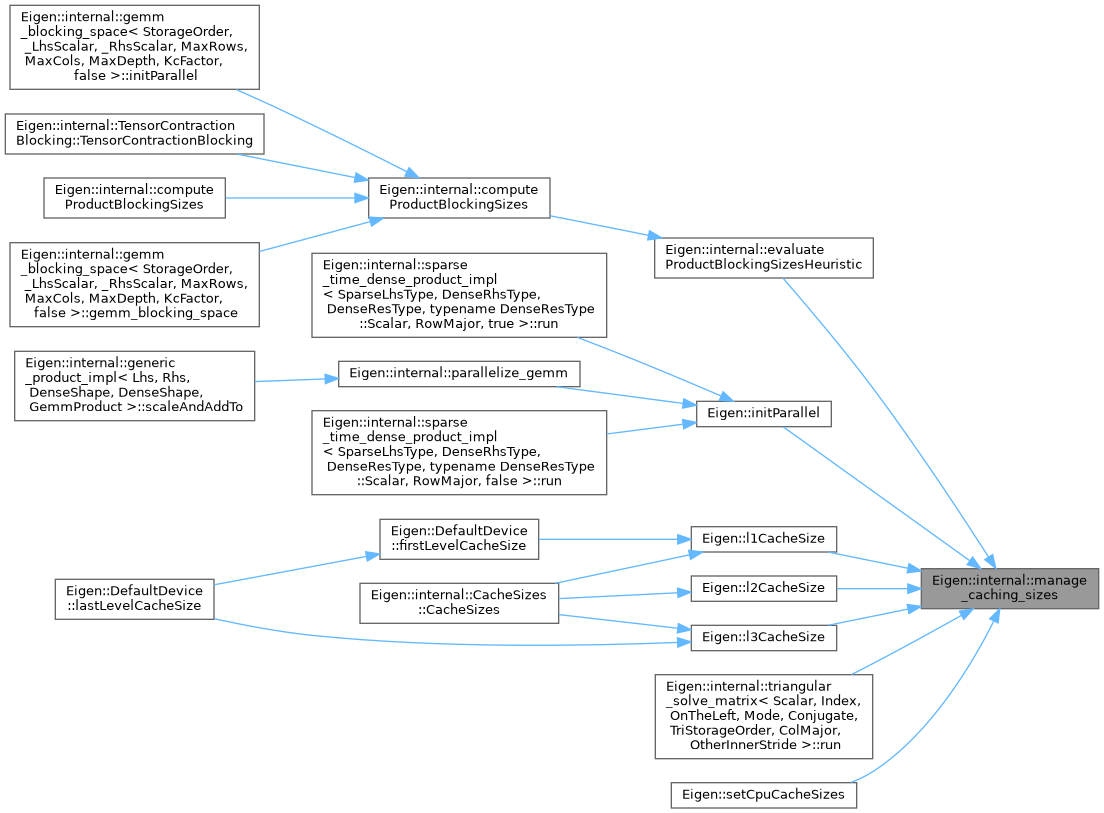 Eigen::internal::gemm
_blocking_space< StorageOrder,
_LhsScalar, _RhsScalar, MaxRows,
MaxCols, MaxDepth, KcFactor,
false >::initParallel
Eigen::internal::TensorContraction
Blocking::TensorContractionBlocking
Eigen::internal::compute
ProductBlockingSizes
Eigen::internal::gemm
_blocking_space< StorageOrder,
_LhsScalar, _RhsScalar, MaxRows,
MaxCols, MaxDepth, KcFactor,
false >::gemm_blocking_space
Eigen::internal::compute
ProductBlockingSizes
Eigen::internal::evaluate
ProductBlockingSizesHeuristic
Eigen::internal::sparse
_time_dense_product_impl
< SparseLhsType, DenseRhsType,
DenseResType, typename DenseResType
::Scalar, RowMajor, true >::run
Eigen::internal::generic
_product_impl< Lhs, Rhs,
DenseShape, DenseShape,
GemmProduct >::scaleAndAddTo
Eigen::internal::parallelize_gemm
Eigen::initParallel
Eigen::internal::sparse
_time_dense_product_impl
< SparseLhsType, DenseRhsType,
DenseResType, typename DenseResType
::Scalar, RowMajor, false >::run
Eigen::DefaultDevice
::firstLevelCacheSize
Eigen::l1CacheSize
Eigen::DefaultDevice
::lastLevelCacheSize
Eigen::internal::CacheSizes
::CacheSizes
Eigen::l2CacheSize
Eigen::l3CacheSize
Eigen::internal::manage
_caching_sizes
Eigen::internal::triangular
_solve_matrix< Scalar, Index,
OnTheLeft, Mode, Conjugate,
TriStorageOrder, ColMajor,
OtherInnerStride >::run
Eigen::setCpuCacheSizes